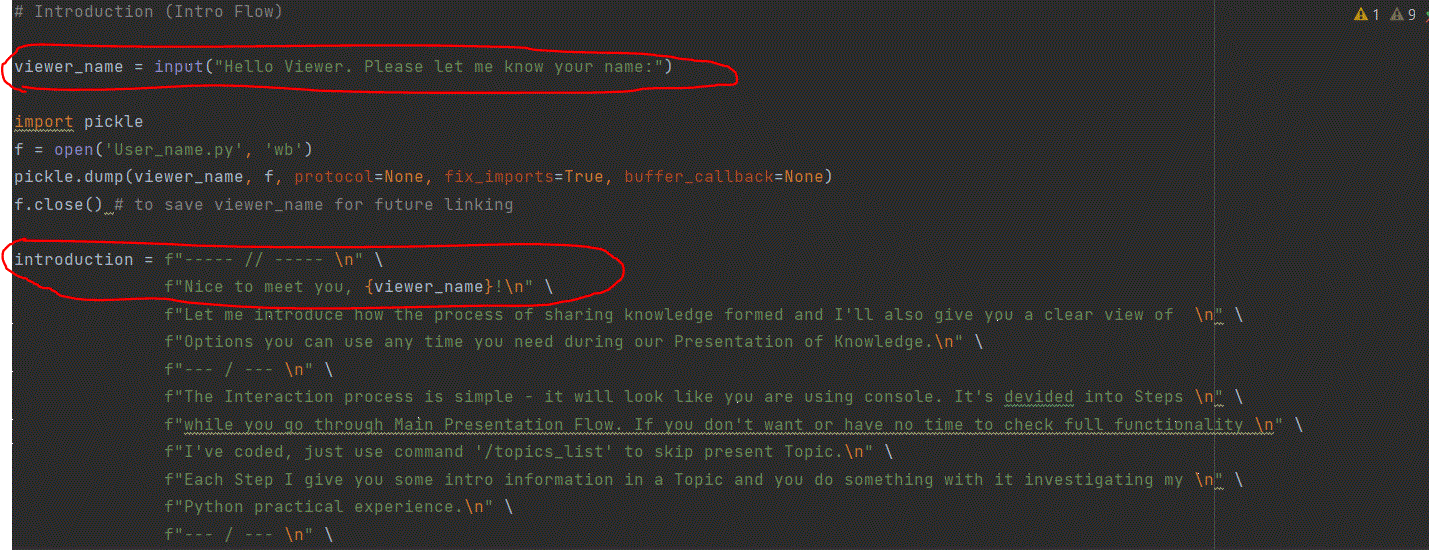 # Introduction (Intro Flow)
1 9
viewer_name = input("Hello Viewer. Please let me know your name:")
import pickle
f = open('User_name.py', 'wb')
pickle.dump(viewer_name, f, protocol=None, fix_imports=True, buffer_callback=None)
f.close() # to save viewer_name for future linking
introduction = f"----- // ----- \n" \
f"Nice to meet you, {viewer_name}!\n" \
f"Let me introduce how the process of sharing knowledge formed and I'll also give you a clear view of  \n" \
f"Options you can use any time you need during our Presentation of Knowledge.\n" \
f"--- / --- \n" \
f"The Interaction process is simple - it will look like you are using console. It's devided into Steps \n" \
f"while you go through Main Presentation Flow. If you don't want or have no time to check full functionality \n" \
f"I've coded, just use command '/topics_list' to skip present Topic.\n" \
f"Each Step I give you some intro information in a Topic and you do something with it investigating my \n" \
f"Python practical experience.\n" \
f"--- / --- \n" \